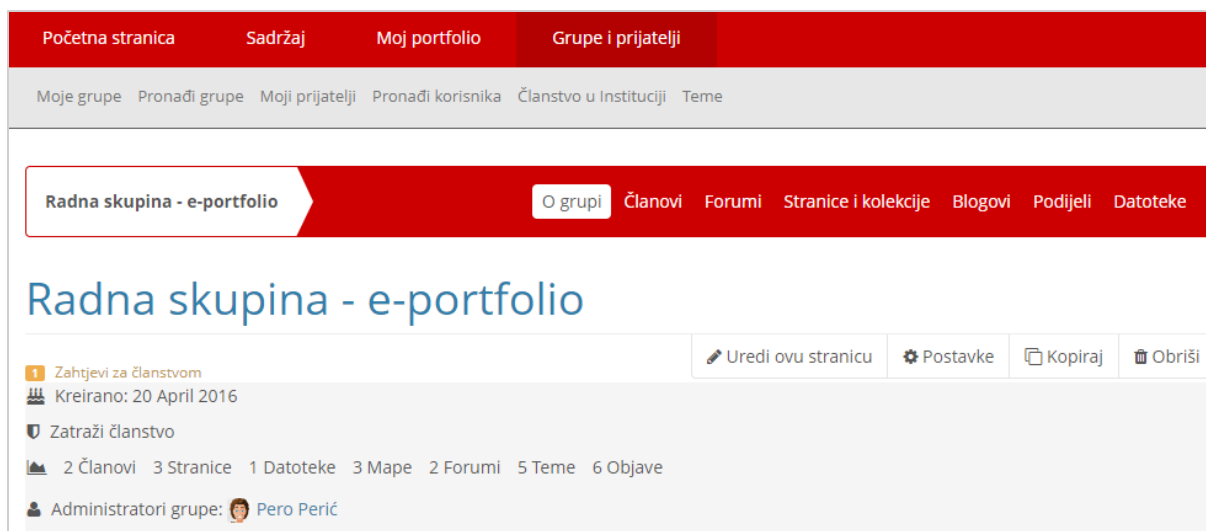 Početna stranica Sadržaj Moj portfolio Grupe i prijatelji
Moje grupe Pronađi grupe Moji prijatelji Pronađi korisnika Članstvo u Instituciji Teme
Radna skupina - e-portfolio O grupi Članovi Forumi Stranice i kolekcije Blogovi Podijeli Datoteke
Radna skupina - e-portfolio
Uredi ovu stranicu Postavke Kopiraj Obriši
1 Zahtjevi za članstvom
Kreirano: 20 April 2016
Zatraži članstvo
2 Članovi 3 Stranice 1 Datoteke 3 Mape 2 Forumi 5 Teme 6 Objave
Administratori grupe: Pero Perić